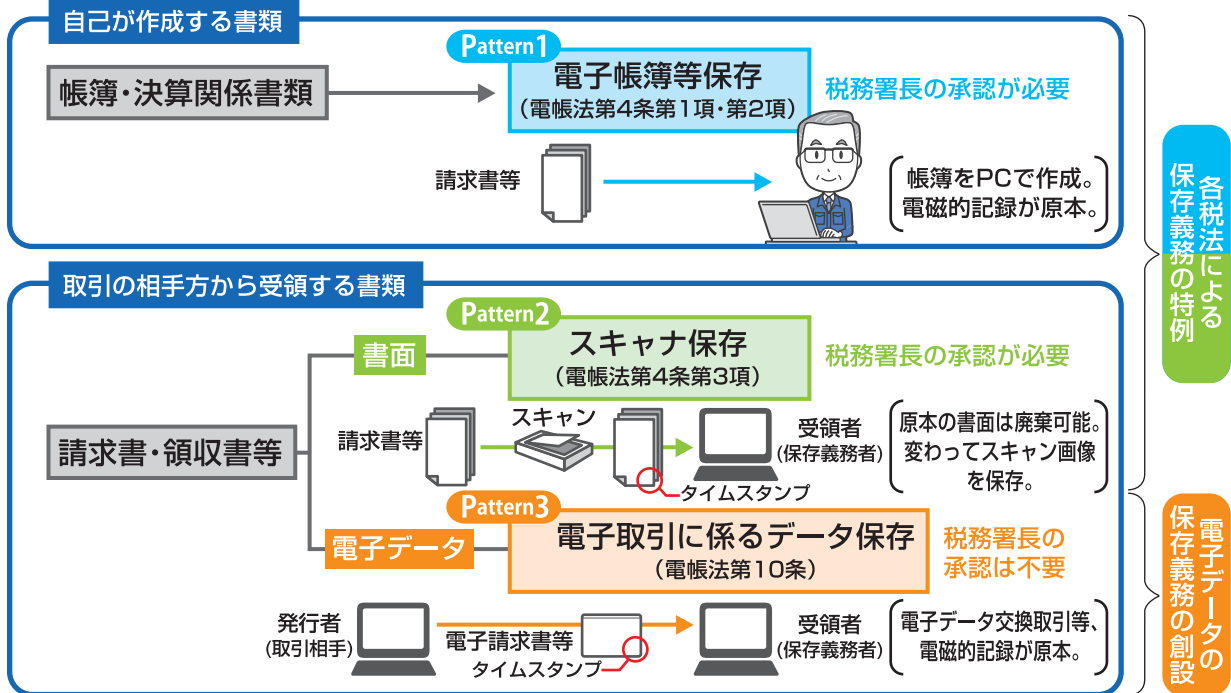 自己が作成する書類
帳簿・決算関係書類
Pattern1
電子帳簿等保存
(電帳法第4条第1項・第2項)
税務署長の承認が必要
請求書等
帳簿をPCで作成。
電磁的記録が原本。
取引の相手方から受領する書類
請求書・領収書等
書面
Pattern2
スキャナ保存
(電帳法第4条第3項)
税務署長の承認が必要
請求書等
スキャン
タイムスタンプ
受領者
(保存義務者)
原本の書面は廃棄可能。
変わってスキャン画像
を保存。
電子データ
Pattern3
電子取引に係るデータ保存
(電帳法第10条)
税務署長の
承認は不要
発行者
(取引相手)
電子請求書等
タイムスタンプ
受領者
(保存義務者)
電子データ交換取引等、
電磁的記録が原本。
各税法による
保存義務の特例
電子データの
保存義務の創設